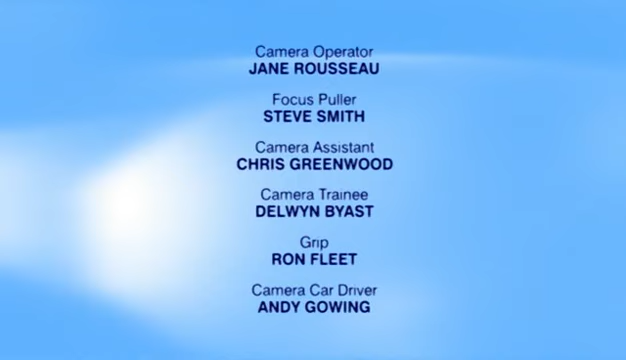 Camera Operator
JANE ROUSSEAU
Focus Puller
STEVE SMITH
Camera Assistant
CHRIS GREENWOOD
Camera Trainee
DELWYN BYAST
Grip
RON FLEET
Camera Car Driver
ANDY GOWING